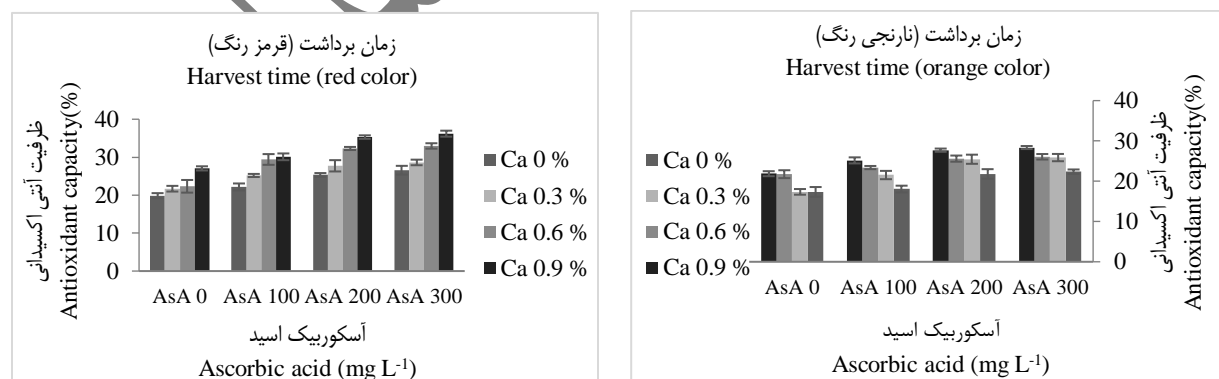 زمان برداشت (قرمز رنگ)
Harvest time (red color)
ظرفیت آنتی اکسیدانی
Antioxidant capacity(%)
40
30
20
10
0
AsA 0 AsA 100 AsA 200 AsA 300
آسکوربیک اسید
Ascorbic acid (mg L-1)
Ca 0 %
Ca 0.3 %
Ca 0.6 %
Ca 0.9 %
زمان برداشت (نارنجی رنگ)
Harvest time (orange color)
ظرفیت آنتی اکسیدانی
Antioxidant capacity(%)
40
30
20
10
0
AsA 0 AsA 100 AsA 200 AsA 300
آسکوربیک اسید
Ascorbic acid (mg L-1)
Ca 0 %
Ca 0.3 %
Ca 0.6 %
Ca 0.9 %